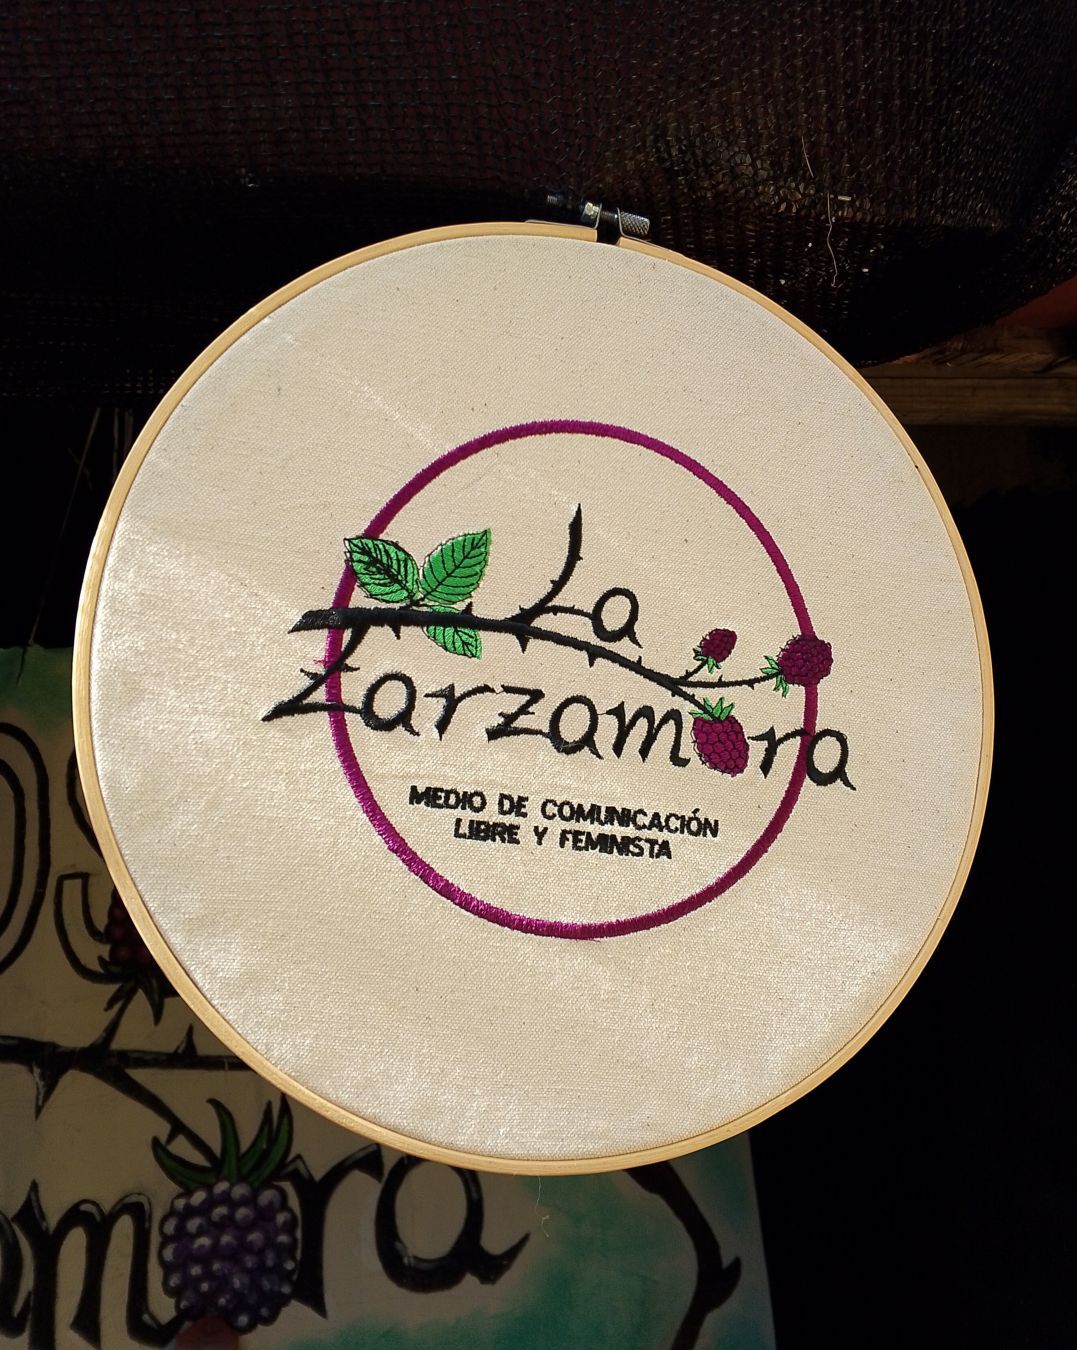 La
Zarzamora
MEDIO DE COMUNICACIÓN
LIBRE Y FEMINISTA